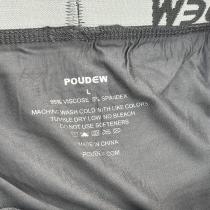 POUDEW
L
95% VISCOSE 5% SPANDEX
MACHINE WASH COLD WITH LIKE COLORS
TUMBLE DRY LOW NO BLEACH
DO NOT USE SOFTENERS
MADE IN CHINA